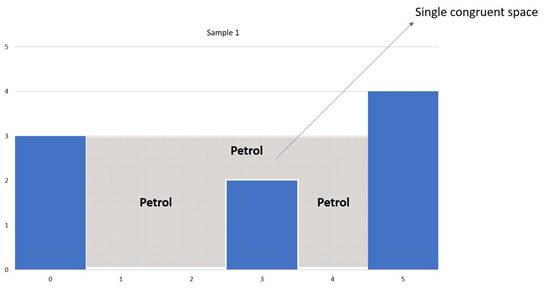 Single congruent space
Sample 1
5
4
3
Petrol
2
Petrol
Petrol
1
0
0 1 2 3 4 5